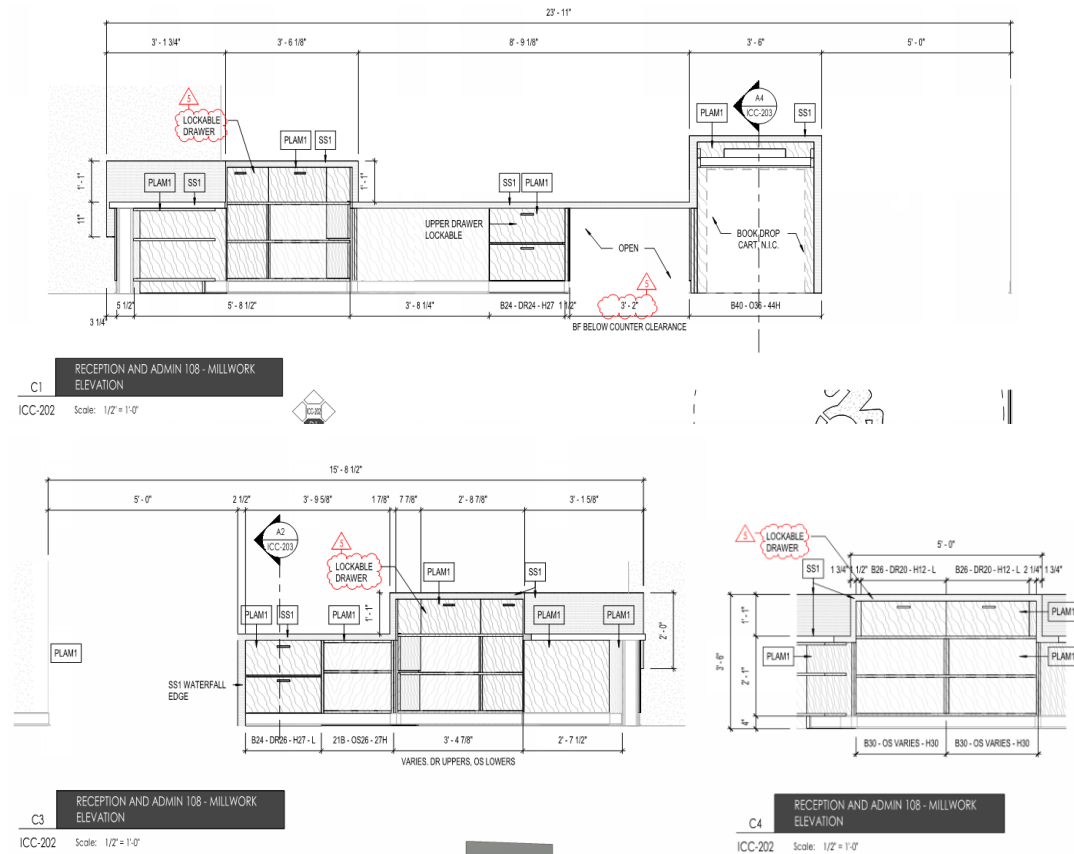 23' - 11"
3' - 1 3/4" 3' - 6 1/8" 8' - 9 1/8" 3' - 6" 5' - 0"
5
LOCKABLE
DRAWER
PLAM1 SS1
A4
ICC-203
PLAM1 SS1
1' - 1"
1' - 1"
PLAM1 SS1
SS1 PLAM1
11"
UPPER DRAWER
LOCKABLE
OPEN
BOOK DROP
CART, N.I.C.
5
5 1/2" 5' - 8 1/2" 3' - 8 1/4" B24 - DR24 - H27 1 1/2" 3' - 2" B40 - O36 - 44H
3 1/4"
BF BELOW COUNTER CLEARANCE
RECEPTION AND ADMIN 108 - MILLWORK
ELEVATION
C1
ICC-202 Scale: 1/2" = 1'-0"
ICC-202
15' - 8 1/2"
5' - 0" 2 1/2" 3' - 9 5/8" 1 7/8" 7 7/8" 2' - 8 7/8" 3' - 1 5/8"
A2
ICC-203
5
LOCKABLE
DRAWER
PLAM1
SS1
PLAM1 SS1 PLAM1
1' - 1"
PLAM1 PLAM1
2' - 0"
PLAM1
SS1 WATERFALL
EDGE
B24 - DR26 - H27 - L 21B - OS26 - 27H 3' - 4 7/8" 2' - 7 1/2"
VARIES. DR UPPERS, OS LOWERS
RECEPTION AND ADMIN 108 - MILLWORK
ELEVATION
C3
ICC-202 Scale: 1/2" = 1'-0"
5
LOCKABLE
DRAWER
5' - 0"
SS1
1 3/4" 1 1/2" B26 - DR20 - H12 - L B26 - DR20 - H12 - L 2 1/4" 1 3/4"
1' - 1"
PLAM1
3' - 6"
PLAM1
PLAM1
2' - 1"
4"
B30 - OS VARIES - H30 B30 - OS VARIES - H30
RECEPTION AND ADMIN 108 - MILLWORK
ELEVATION
C4
ICC-202 Scale: 1/2" = 1'-0"